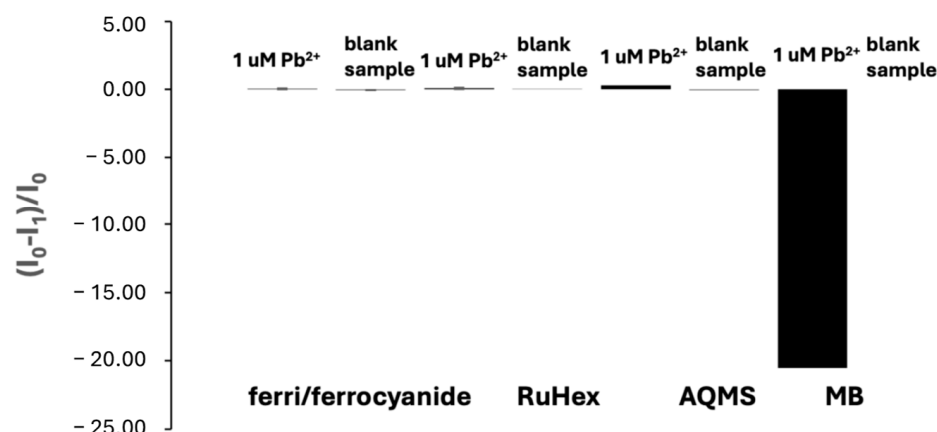 5.00
0.00
− 5.00
− 10.00
− 15.00
− 20.00
− 25.00
(I₀-I₁)/I₀
1 uM Pb²⁺
blank
sample
1 uM Pb²⁺
blank
sample
1 uM Pb²⁺
blank
sample
1 uM Pb²⁺
blank
sample
ferri/ferrocyanide
RuHex
AQMS
MB